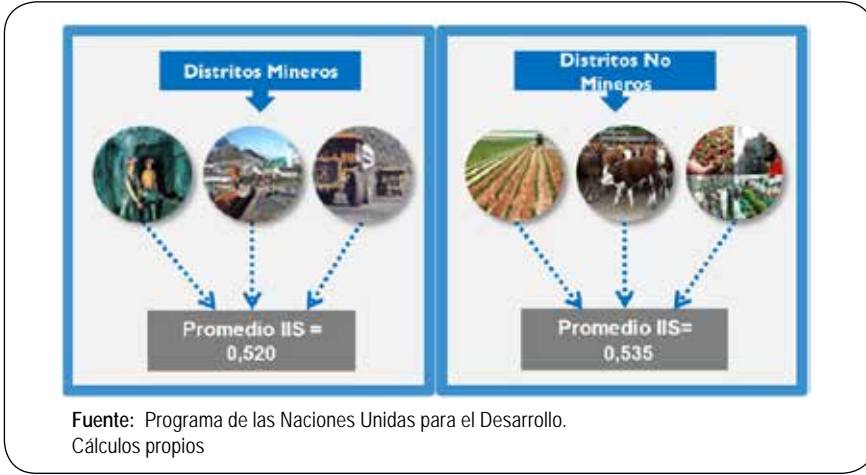 Distritos Mineros
Promedio IIS =
0,520
Distritos No
Mineros
Promedio IIS=
0,535
Fuente: Programa de las Naciones Unidas para el Desarrollo.
Cálculos propios